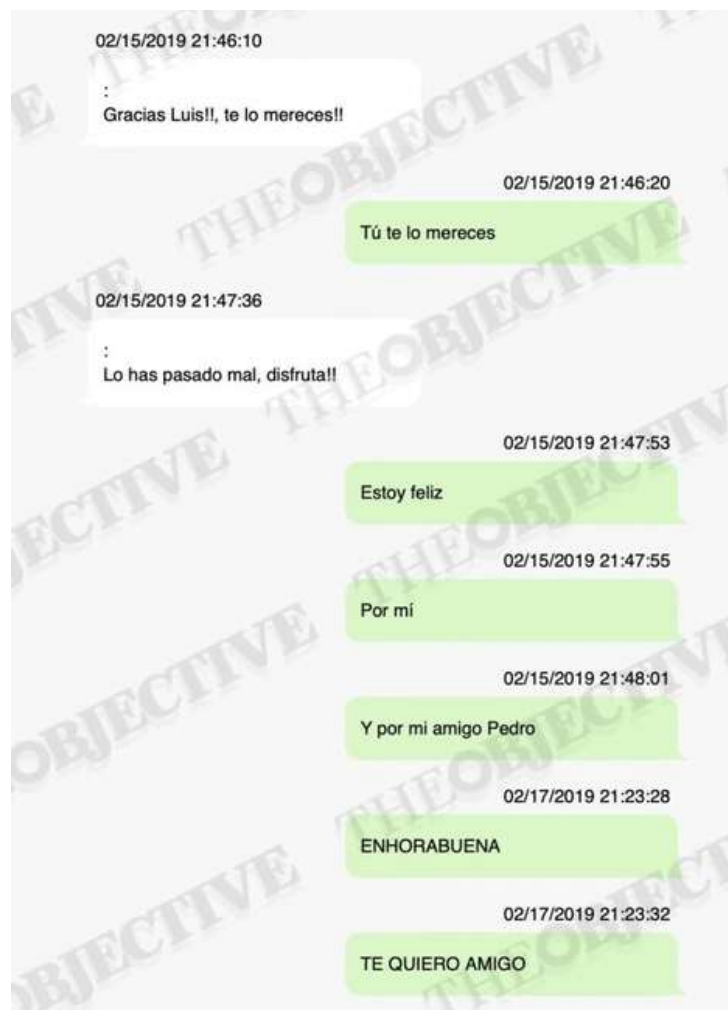 02/15/2019 21:46:10
:
Gracias Luis!!, te lo mereces!!
02/15/2019 21:46:20
Tú te lo mereces
02/15/2019 21:47:36
:
Lo has pasado mal, disfruta!!
02/15/2019 21:47:53
Estoy feliz
02/15/2019 21:47:55
Por mí
02/15/2019 21:48:01
Y por mi amigo Pedro
02/17/2019 21:23:28
ENHORABUENA
02/17/2019 21:23:32
TE QUIERO AMIGO
THEOBJECTIVE